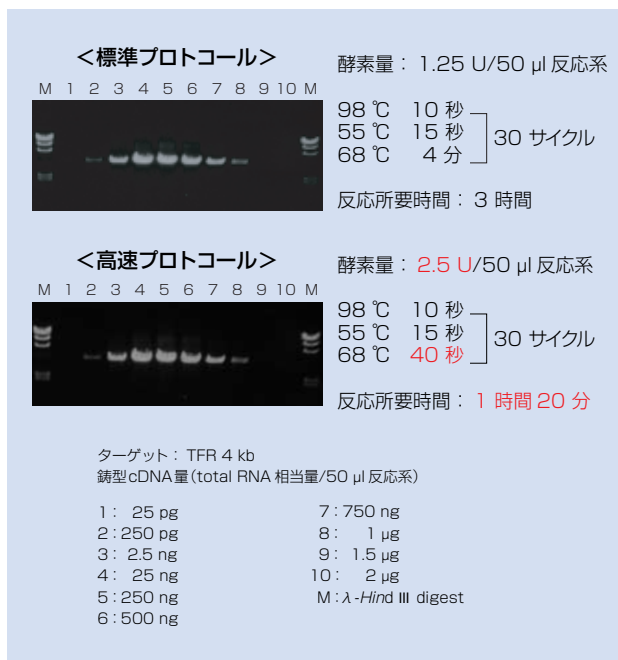 ＜標準プロトコール＞
M 1 2 3 4 5 6 7 8 9 10 M
酵素量： 1.25 U/50 μl 反応系
98 ℃ 10 秒
55 ℃ 15 秒
68 ℃ 4 分
30 サイクル
反応所要時間： 3 時間
＜高速プロトコール＞
M 1 2 3 4 5 6 7 8 9 10 M
酵素量： 2.5 U/50 μl 反応系
98 ℃ 10 秒
55 ℃ 15 秒
68 ℃ 40 秒
30 サイクル
反応所要時間： 1 時間 20 分
ターゲット： TFR 4 kb
鋳型cDNA量（total RNA 相当量/50 μl 反応系）
1： 25 pg
2：250 pg
3： 2.5 ng
4： 25 ng
5：250 ng
6：500 ng
7：750 ng
8： 1 μg
9： 1.5 μg
10： 2 μg
M：λ-Hind Ⅲ digest